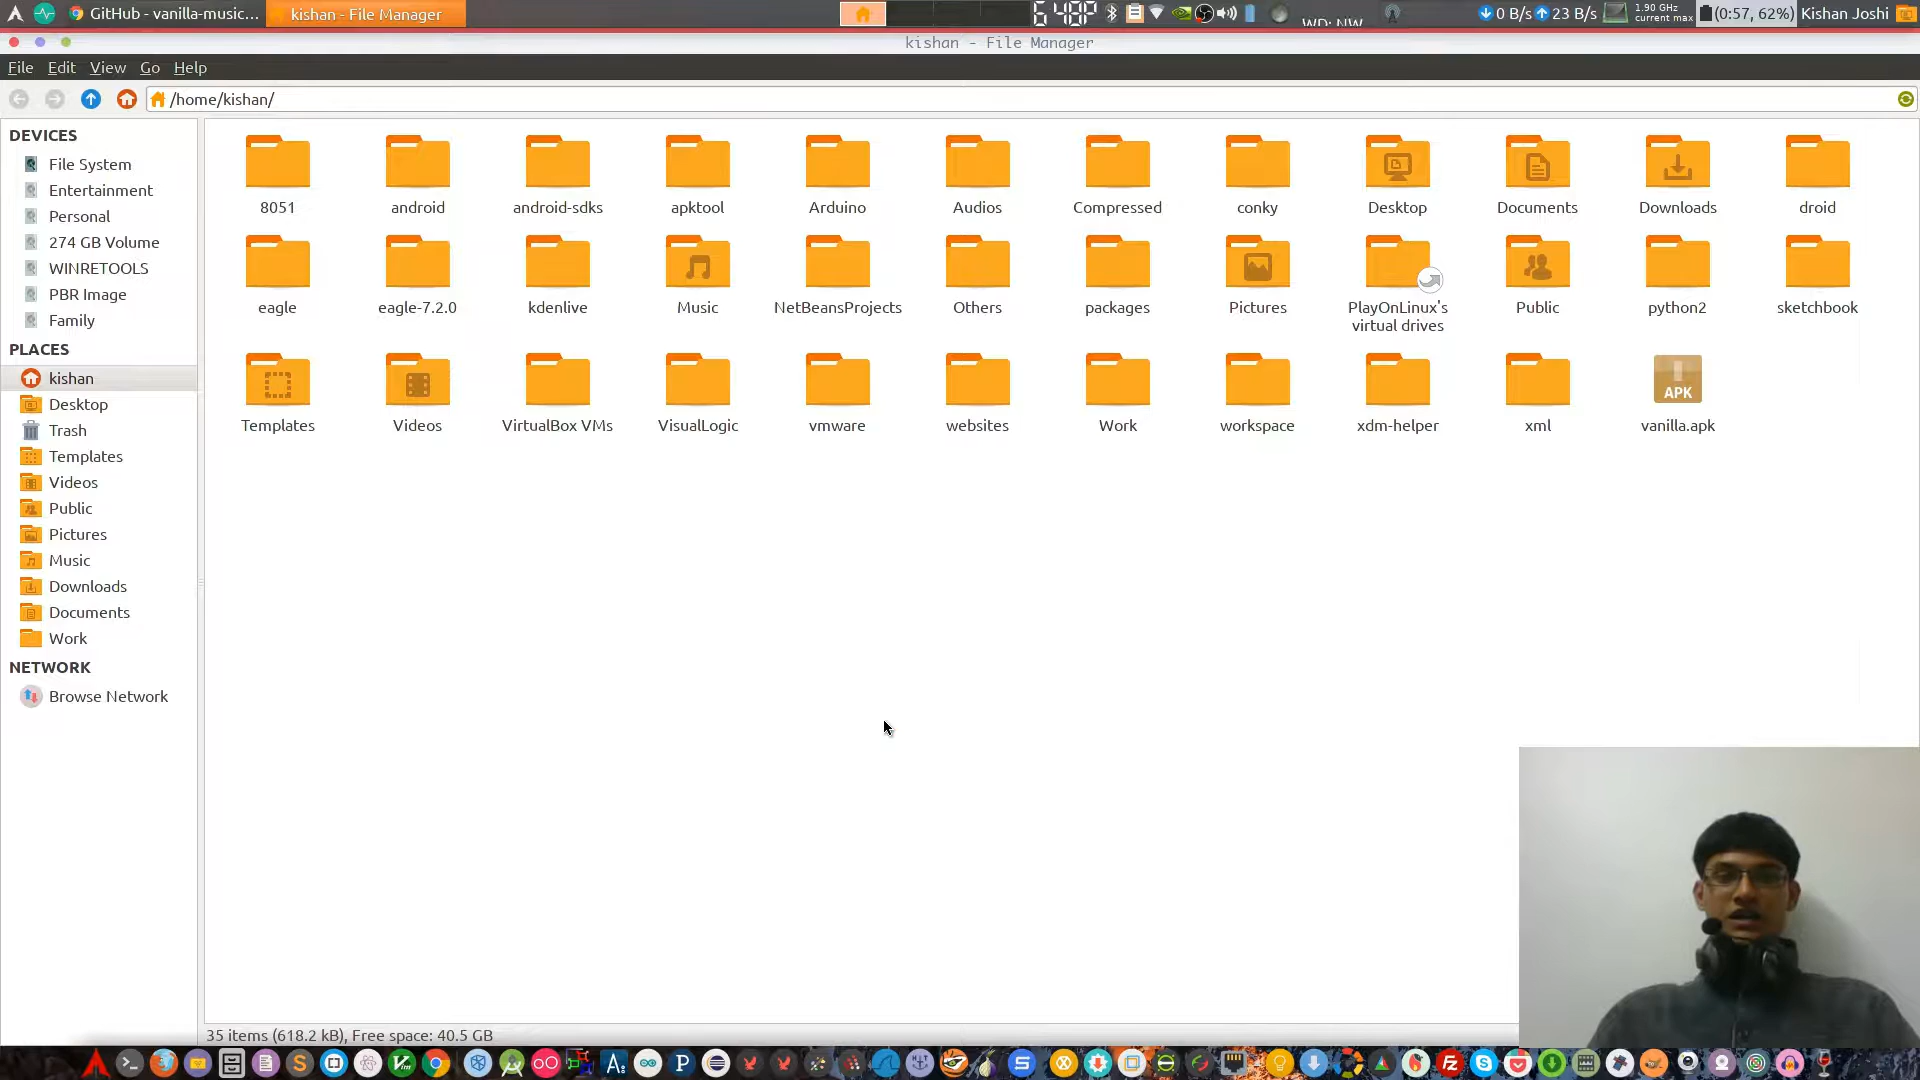 GitHub - vanilla-music...
kishan - File Manager
WD: NW
0 B/s 23 B/s
1.90 GHz
current max
(0:57, 62%)
Kishan Joshi
kishan - File Manager
File Edit View Go Help
/home/kishan/
DEVICES
File System
Entertainment
Personal
274 GB Volume
WINRETOOLS
PBR Image
Family
PLACES
kishan
Desktop
Trash
Templates
Videos
Public
Pictures
Music
Downloads
Documents
Work
NETWORK
Browse Network
8051 android android-sdks apktool Arduino Audios Compressed conky Desktop Documents Downloads droid
eagle eagle-7.2.0 kdenlive Music NetBeansProjects Others packages Pictures PlayOnLinux's Public python2 sketchbook
virtual drives
APK
Templates Videos VirtualBox VMs VisualLogic vmware websites Work workspace xdm-helper xml vanilla.apk
35 items (618.2 kB), Free space: 40.5 GB